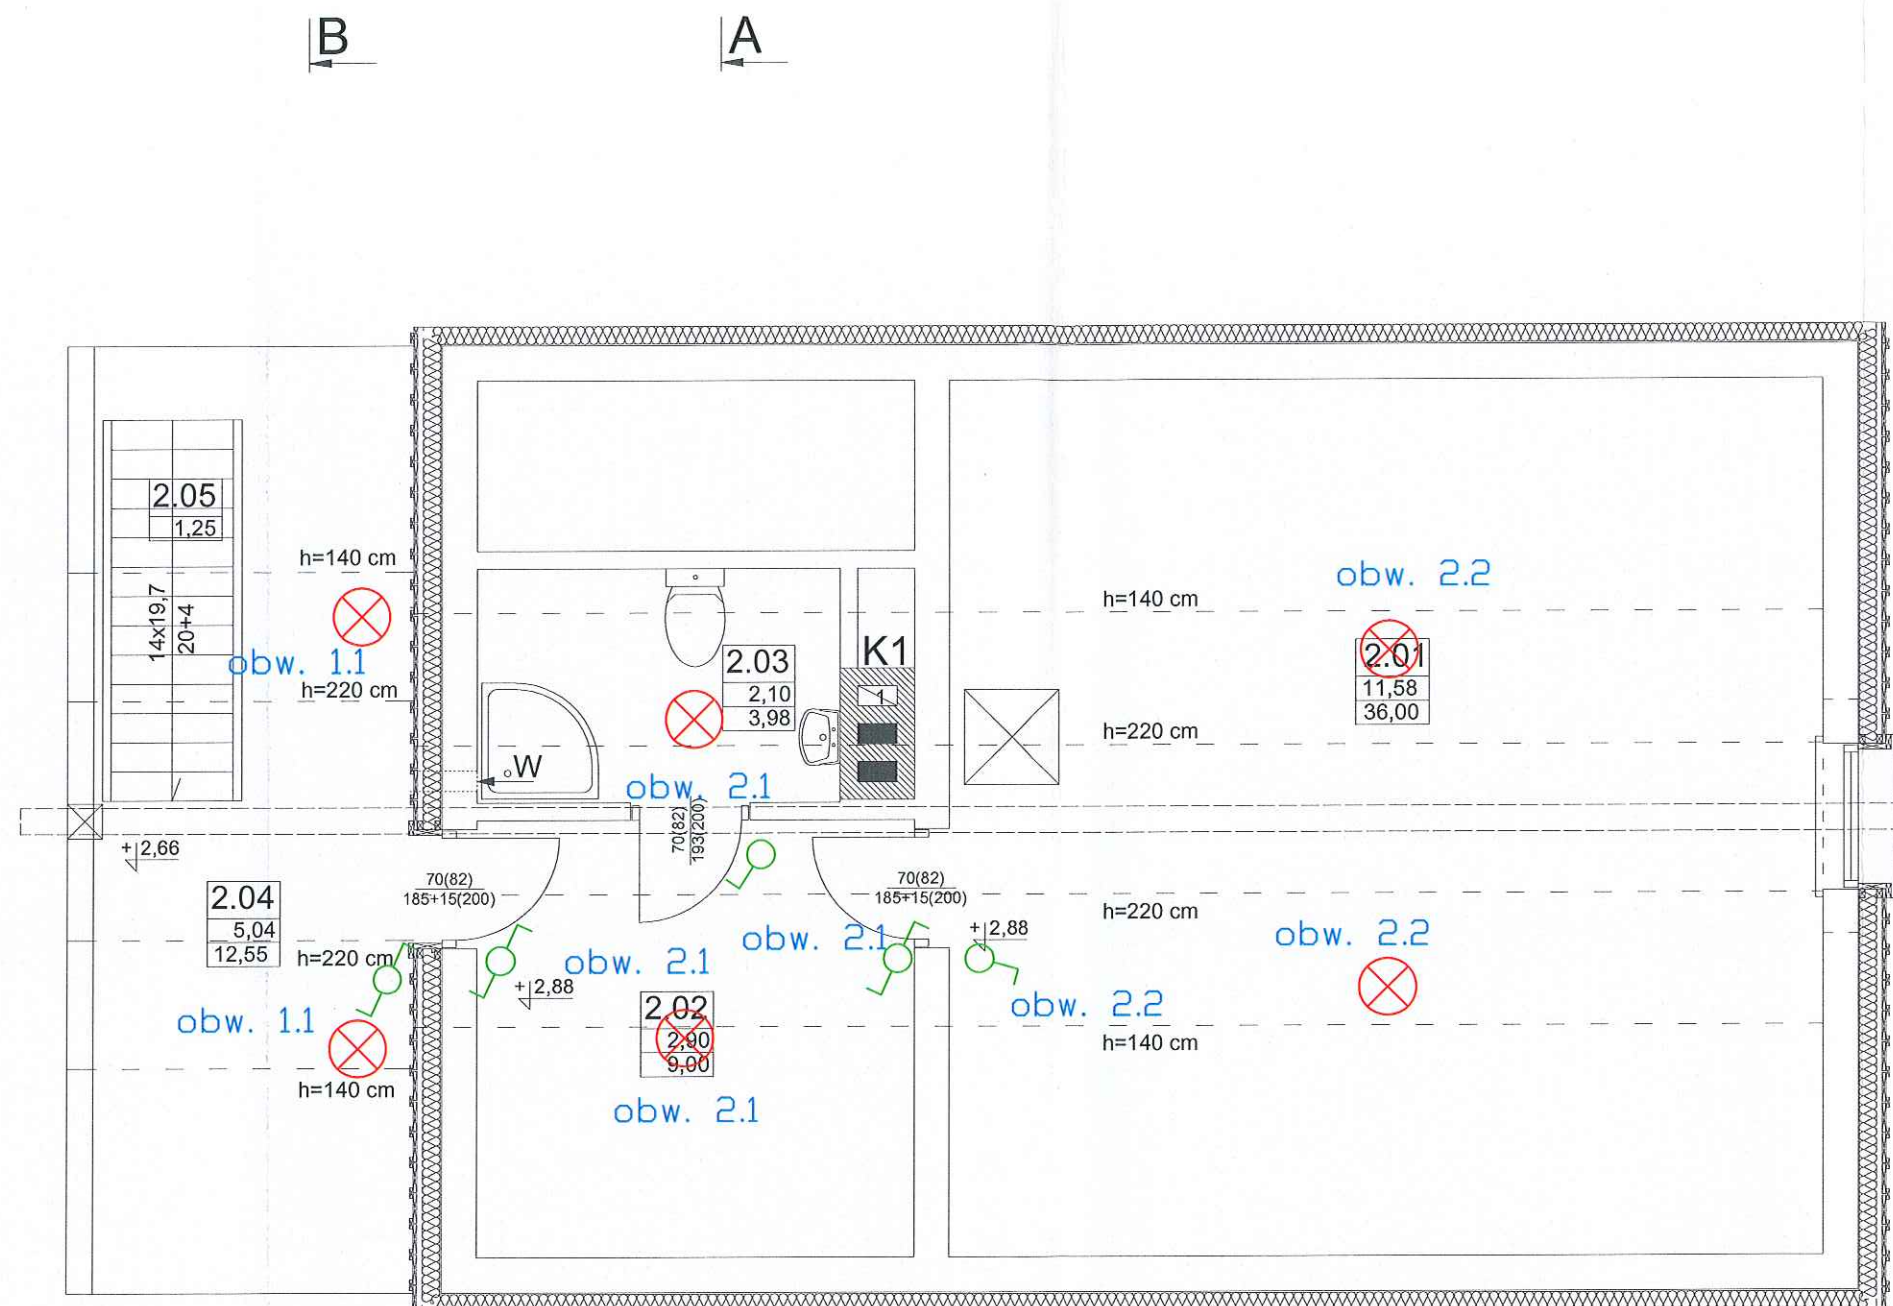 B
A
2.05
1,25
14x19,7
20+4
h=140 cm
obw. 1.1
h=220 cm
2.03
2,10
3,98
K1
1
W
obw. 2.1
70(82)
193(200)
h=140 cm
obw. 2.2
2.01
11,58
36,00
h=220 cm
+2,66
2.04
5,04
12,55
70(82)
185+15(200)
70(82)
185+15(200)
h=220 cm
h=220 cm
obw. 2.1
obw. 2.1
+2,88
+2,88
obw. 2.2
obw. 1.1
2.02
2,90
9,00
obw. 2.2
h=140 cm
h=140 cm
obw. 2.1